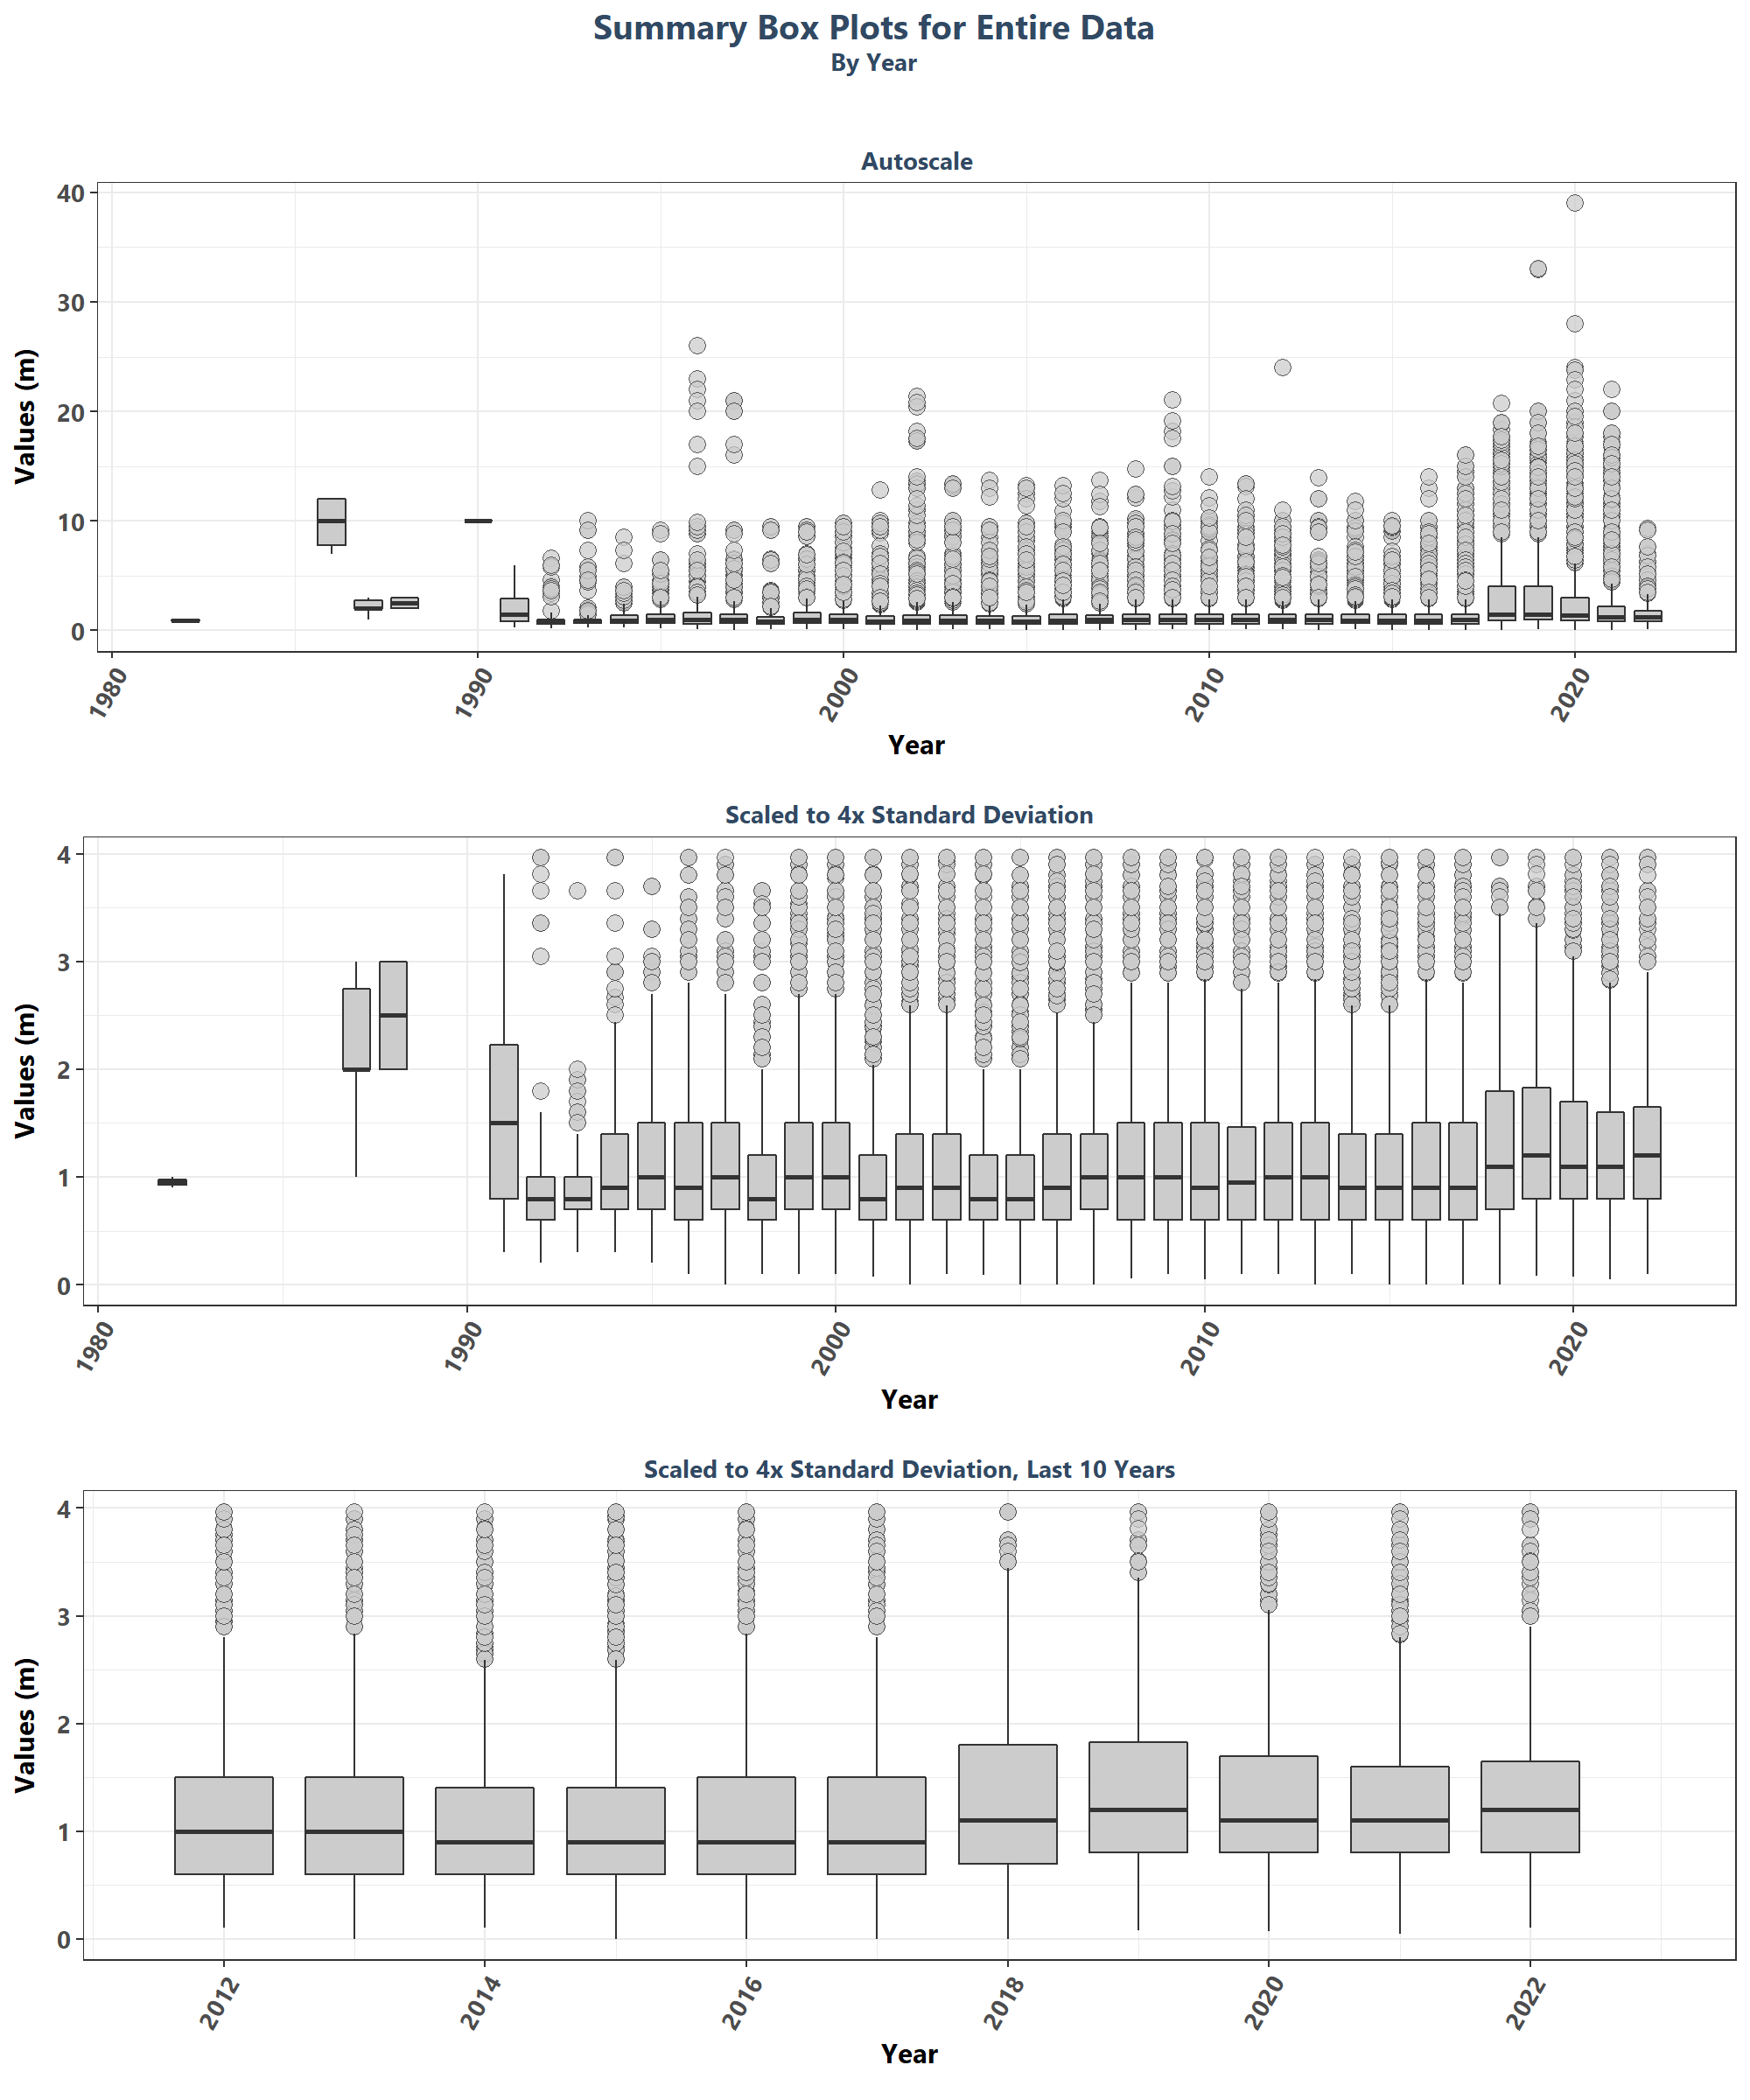 Summary Box Plots for Entire Data
By Year
Autoscale
Values (m)
40
30
20
10
0
1980
1990
2000
2010
2020
Year
Scaled to 4x Standard Deviation
Values (m)
4
3
2
1
0
1980
1990
2000
2010
2020
Year
Scaled to 4x Standard Deviation, Last 10 Years
Values (m)
4
3
2
1
0
2012
2014
2016
2018
2020
2022
Year